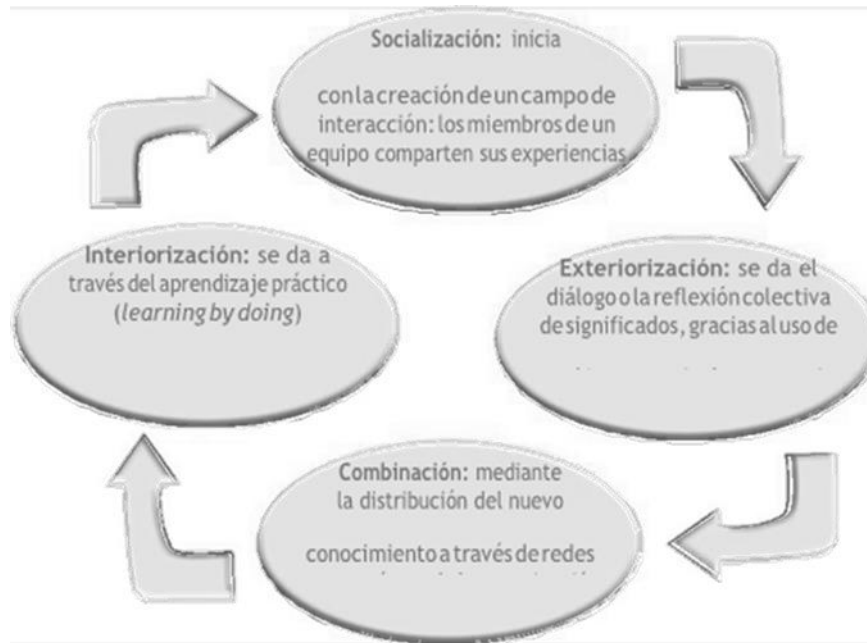 Socialización: inicia
con la creación de un campo de
interacción: los miembros de un
equipo comparten sus experiencias
Exteriorización: se da el
diálogo o la reflexión colectiva
de significados, gracias al uso de
Combinación: mediante
la distribución del nuevo
conocimiento a través de redes
Interiorización: se da a
través del aprendizaje práctico
(learning by doing)